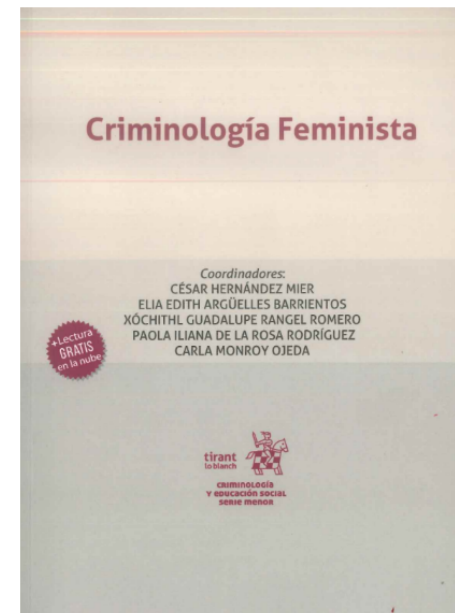 Criminología Feminista
Coordinadores:
CÉSAR HERNÁNDEZ MIER
ELIA EDITH ARGÜELLES BARRIENTOS
XÓCHITHL GUADALUPE RANGEL ROMERO
PAOLA ILIANA DE LA ROSA RODRÍGUEZ
CARLA MONROY OJEDA
+Lectura
GRATIS
en la nube
tirant
lo blanch
CRIMINOLOGÍA
Y EDUCACIÓN SOCIAL
SERIE MENOR